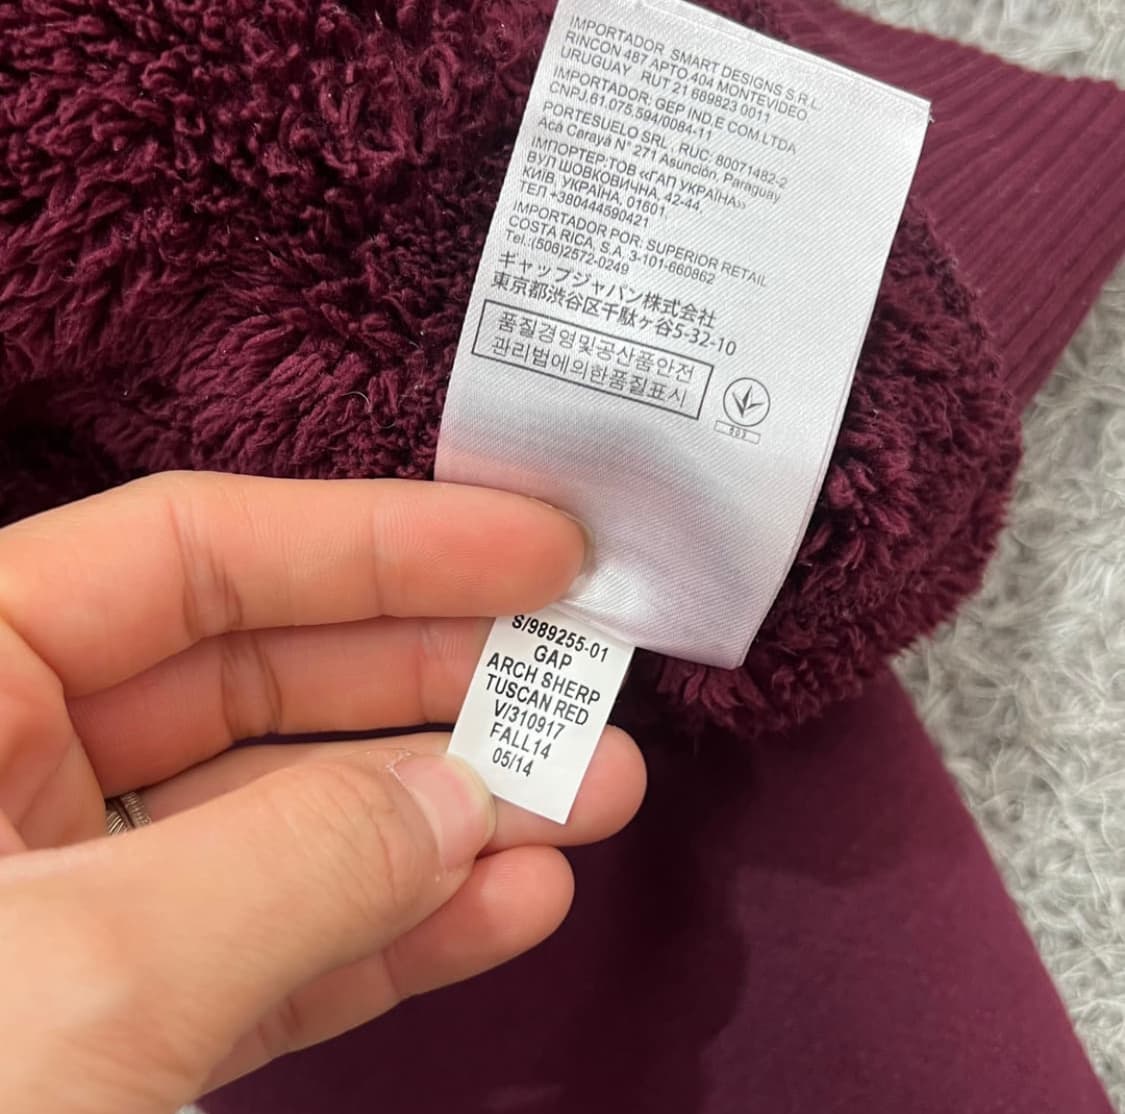 IMPORTADOR SMART DESIGNS S.R.L.
RINCON 487 APTO 404 MONTEVIDEO
URUGUAY RUT 21 669823 0011
IMPORTADOR: GEP IND.E COM.LTDA
CNPJ.61.075.594/0084-11
PORTESUELO SRL , RUC: 80071482-2
Acá Carayá N° 271 Asunción, Paraguay
ІМПОРТЕР:ТОВ «ГАП УКРАЇНА»
ВУЛ ШОВКОВИЧНА, 42-44,
КИЇВ, УКРАЇНА, 01601.
ТЕЛ +380444590421
IMPORTADOR POR: SUPERIOR RETAIL
COSTA RICA, S.A. 3-101-660862
Tel.:(506)2572-0249
ギャップジャパン株式会社
東京都渋谷区千駄ヶ谷5-32-10
품질경영및공산품안전
관리법에의한품질표시
S/989255-01
GAP
ARCH SHERP
TUSCAN RED
V/310917
FALL14
05/14